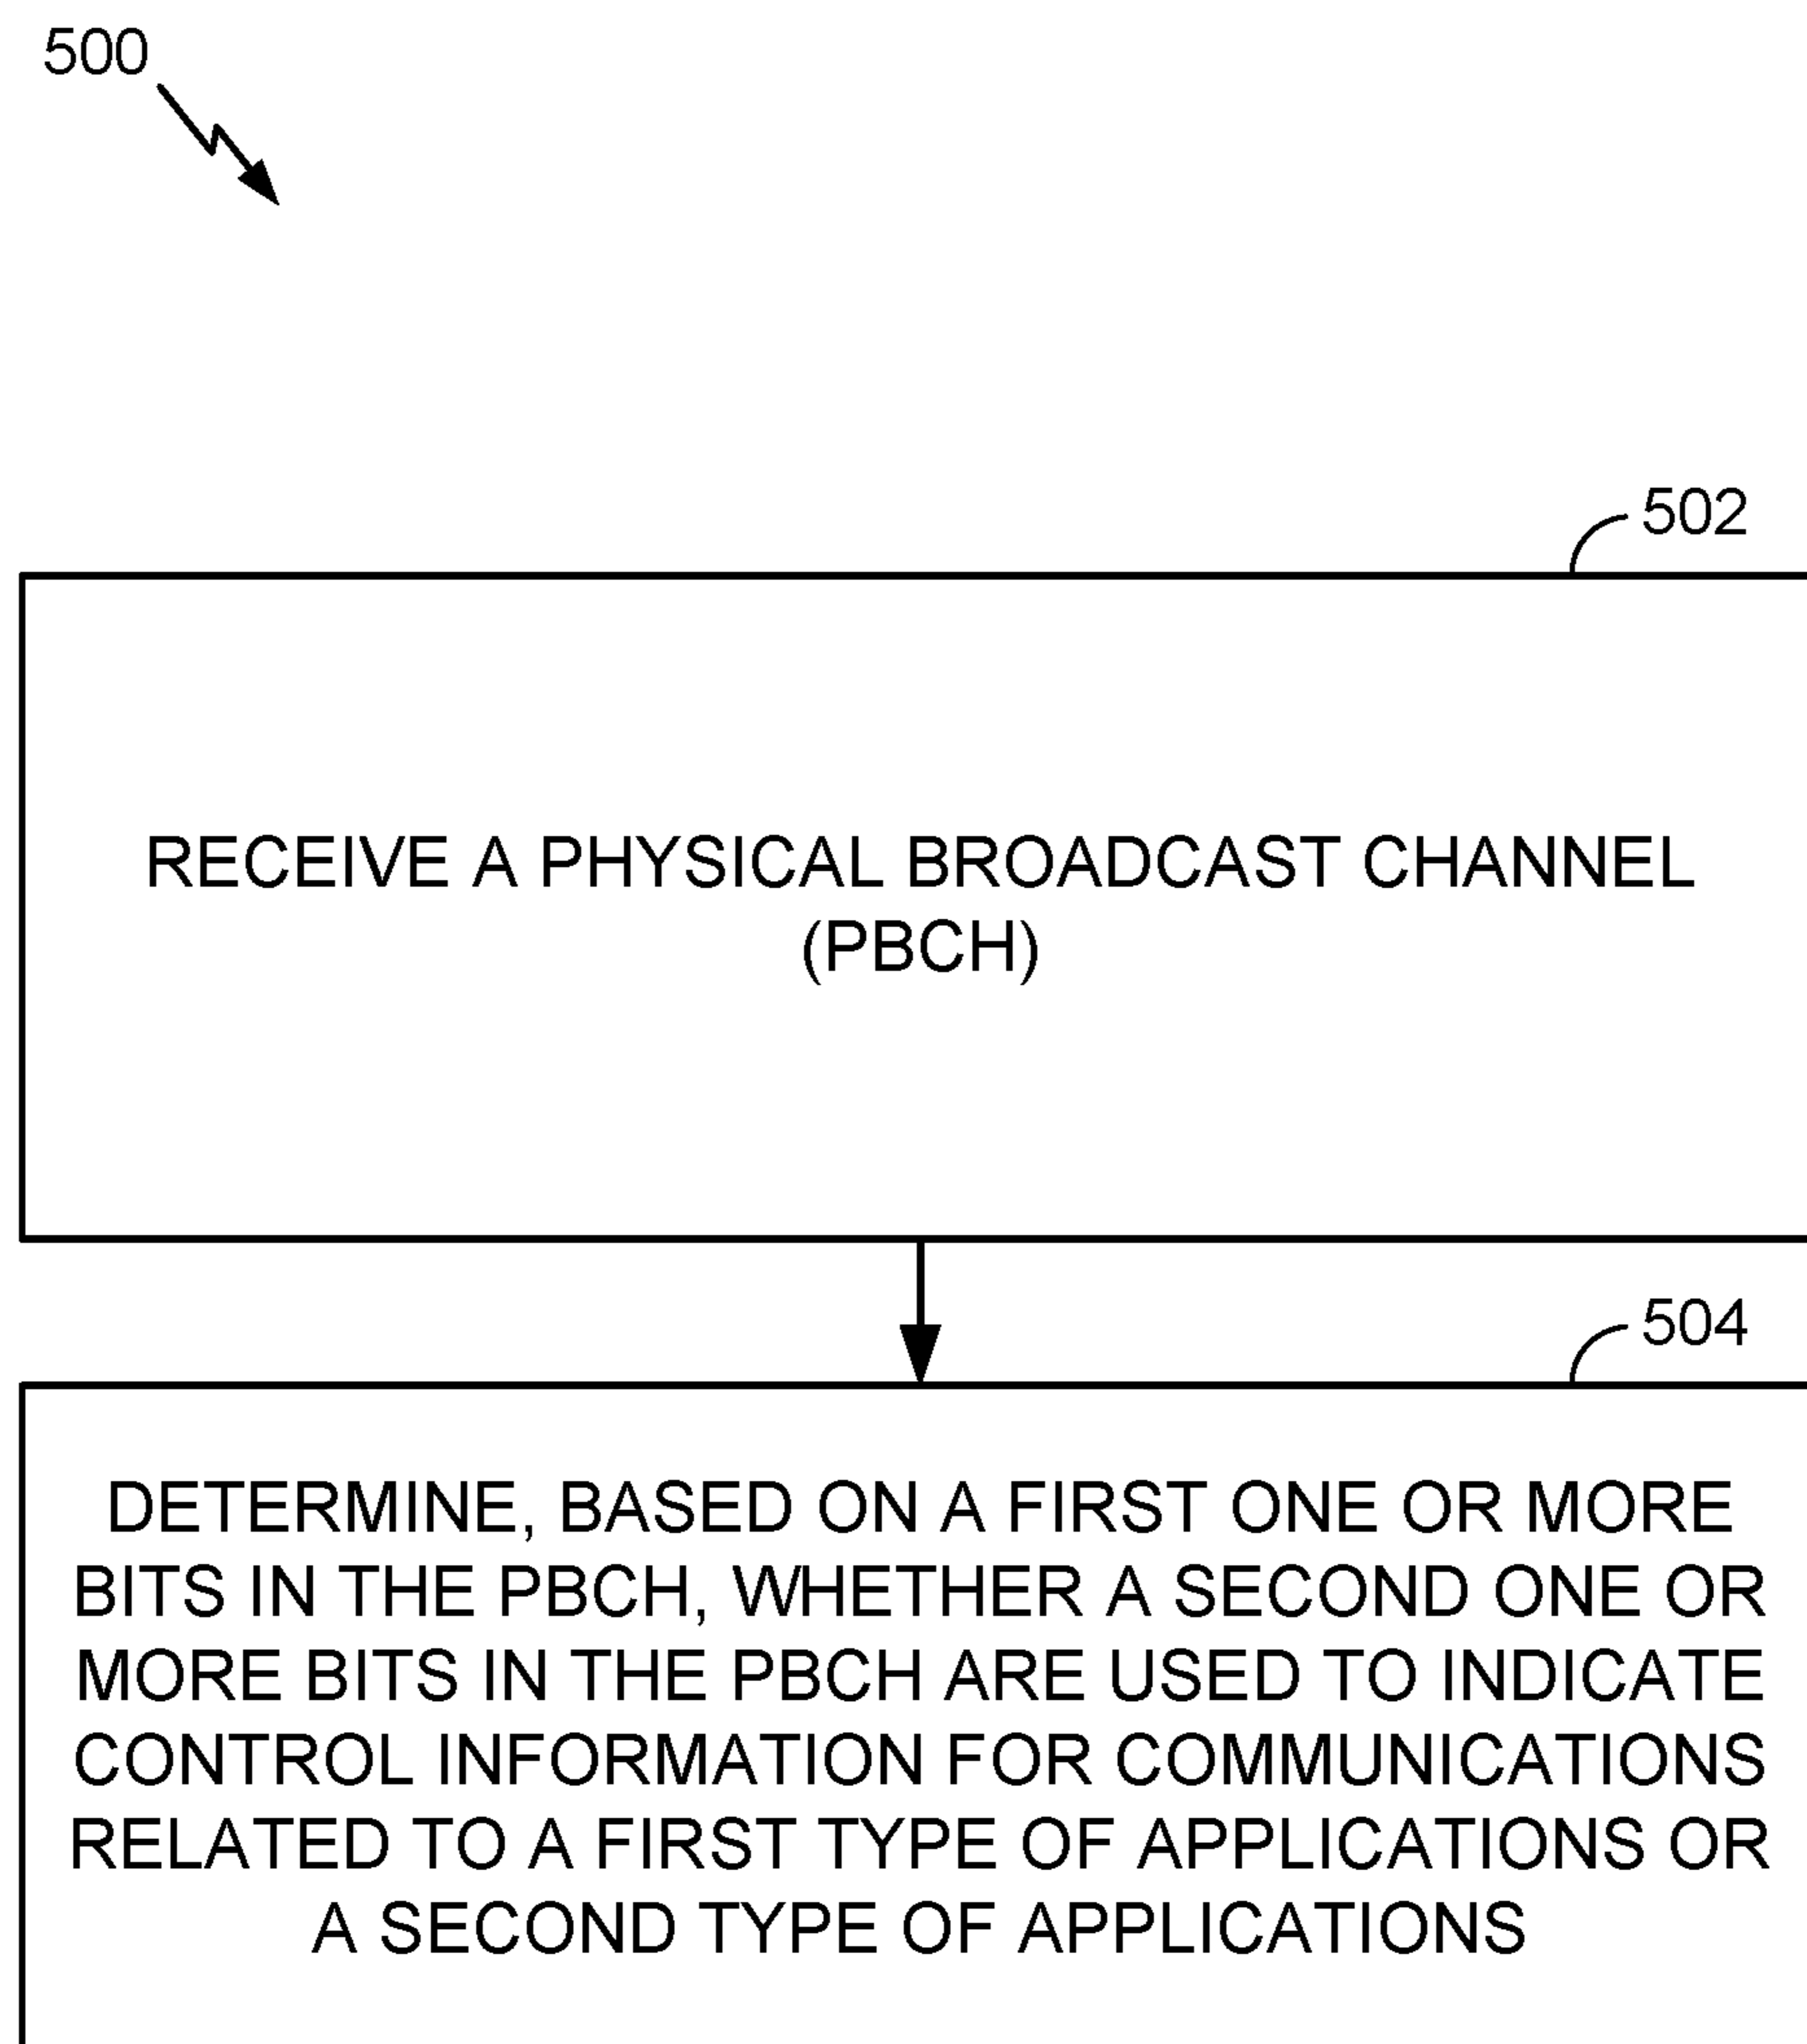 500
502
RECEIVE A PHYSICAL BROADCAST CHANNEL
(PBCH)
504
DETERMINE, BASED ON A FIRST ONE OR MORE
BITS IN THE PBCH, WHETHER A SECOND ONE OR
MORE BITS IN THE PBCH ARE USED TO INDICATE
CONTROL INFORMATION FOR COMMUNICATIONS
RELATED TO A FIRST TYPE OF APPLICATIONS OR
A SECOND TYPE OF APPLICATIONS